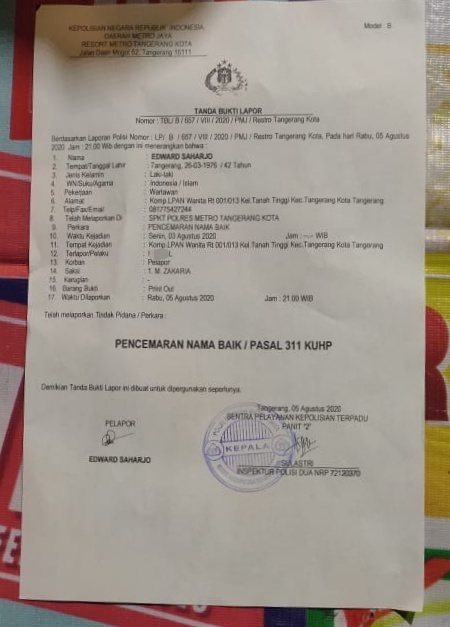 KEPOLISIAN NEGARA REPUBLIK INDONESIA
DAERAH METRO JAYA
RESORT METRO TANGERANG KOTA
Jalan Daan Mogot 52, Tangerang 15111
Model : B
TANDA BUKTI LAPOR
Nomor : TBL/ B / 657 / VIII / 2020 / PMJ / Restro Tangerang Kota
Berdasarkan Laporan Polisi Nomor : LP/ B / 657 / VIII / 2020 / PMJ / Restro Tangerang Kota, Pada hari Rabu, 05 Agustus
2020 Jam : 21.00 Wib dengan ini menerangkan bahwa :
1. Nama : EDWARD SAHARJO
2. Tempat/Tanggal Lahir : Tangerang, 26-03-1976 / 42 Tahun
3. Jenis Kelamin : Laki-laki
4. WN/Suku/Agama : Indonesia / Islam
5. Pekerjaan : Wartawan
6. Alamat : Komp.LPAN Wanita Rt 001/013 Kel.Tanah Tinggi Kec.Tangerang Kota Tangerang
7. Telp/Fax/Email : 081775427244
8. Telah Melaporkan Di : SPKT POLRES METRO TANGERANG KOTA
9. Perkara : PENCEMARAN NAMA BAIK
10. Waktu Kejadian : Senin, 03 Agustus 2020 Jam : --.-- WIB
11. Tempat Kejadian : Komp.LPAN Wanita Rt 001/013 Kel.Tanah Tinggi Kec.Tangerang Kota Tangerang
12. Terlapor/Pelaku : L
13. Korban : Pelapor
14. Saksi : 1. M. ZAKARIA
15. Kerugian : -
16. Barang Bukti : Print Out
17. Waktu Dilaporkan : Rabu, 05 Agustus 2020 Jam : 21.00 WIB
Telah melaporkan Tindak Pidana / Perkara :
PENCEMARAN NAMA BAIK / PASAL 311 KUHP
Demikian Tanda Bukti Lapor ini dibuat untuk dipergunakan seperlunya.
Tangerang, 05 Agustus 2020
SENTRA PELAYANAN KEPOLISIAN TERPADU
PANIT "2"
PELAPOR
KEPALA
EDWARD SAHARJO
SULASTRI
INSPEKTUR POLISI DUA NRP 72120370